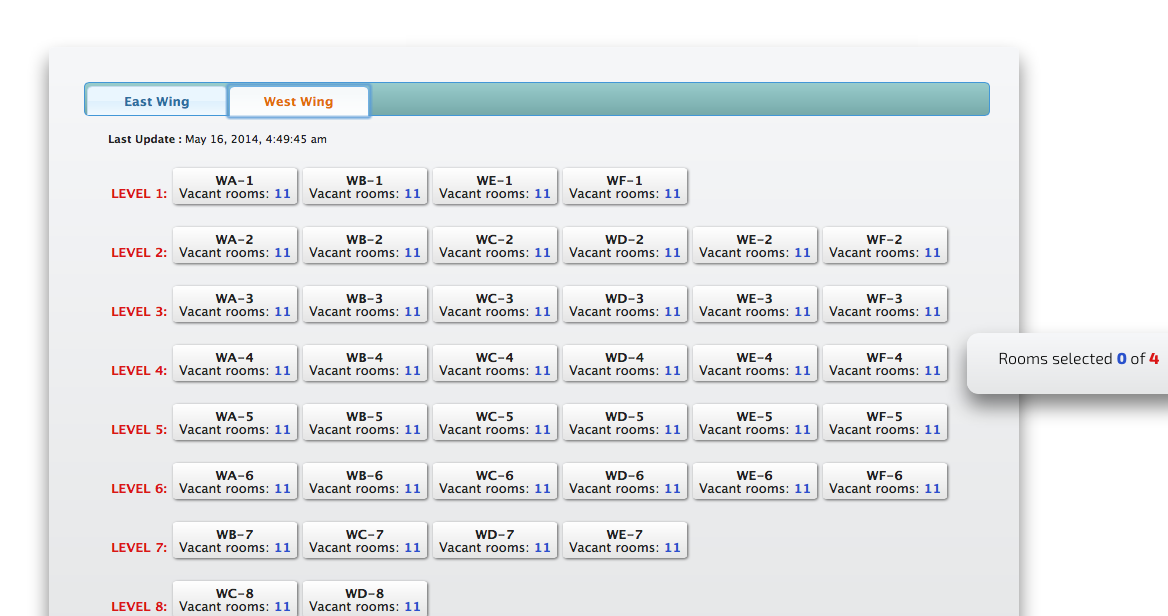 East Wing West Wing
Last Update : May 16, 2014, 4:49:45 am
WA-1 WB-1 WE-1 WF-1
LEVEL 1: Vacant rooms: 11 Vacant rooms: 11 Vacant rooms: 11 Vacant rooms: 11
WA-2 WB-2 WC-2 WD-2 WE-2 WF-2
LEVEL 2: Vacant rooms: 11 Vacant rooms: 11 Vacant rooms: 11 Vacant rooms: 11 Vacant rooms: 11 Vacant rooms: 11
WA-3 WB-3 WC-3 WD-3 WE-3 WF-3
LEVEL 3: Vacant rooms: 11 Vacant rooms: 11 Vacant rooms: 11 Vacant rooms: 11 Vacant rooms: 11 Vacant rooms: 11
WA-4 WB-4 WC-4 WD-4 WE-4 WF-4
Rooms selected 0 of 4
LEVEL 4: Vacant rooms: 11 Vacant rooms: 11 Vacant rooms: 11 Vacant rooms: 11 Vacant rooms: 11 Vacant rooms: 11
WA-5 WB-5 WC-5 WD-5 WE-5 WF-5
LEVEL 5: Vacant rooms: 11 Vacant rooms: 11 Vacant rooms: 11 Vacant rooms: 11 Vacant rooms: 11 Vacant rooms: 11
WA-6 WB-6 WC-6 WD-6 WE-6 WF-6
LEVEL 6: Vacant rooms: 11 Vacant rooms: 11 Vacant rooms: 11 Vacant rooms: 11 Vacant rooms: 11 Vacant rooms: 11
WB-7 WC-7 WD-7 WE-7
LEVEL 7: Vacant rooms: 11 Vacant rooms: 11 Vacant rooms: 11 Vacant rooms: 11
WC-8 WD-8
LEVEL 8: Vacant rooms: 11 Vacant rooms: 11